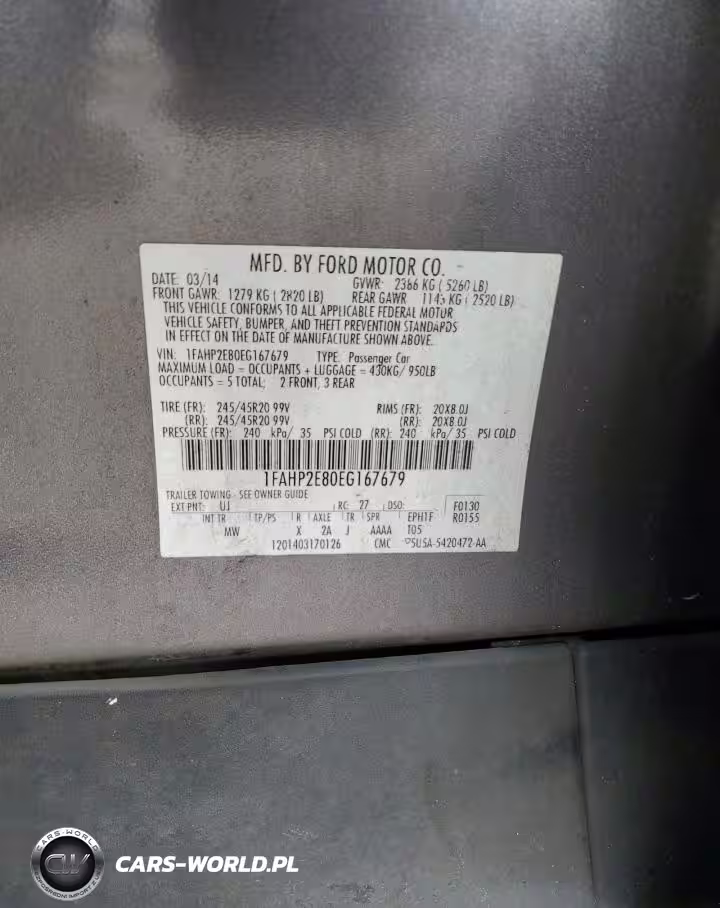 MFD. BY FORD MOTOR CO.
DATE: 03/14 GVWR: 2386 KG ( 5260 LB)
FRONT GAWR: 1279 KG ( 2820 LB) REAR GAWR 1143 KG ( 2520 LB)
THIS VEHICLE CONFORMS TO ALL APPLICABLE FEDERAL MOTOR
VEHICLE SAFETY, BUMPER, AND THEFT PREVENTION STANDARDS
IN EFFECT ON THE DATE OF MANUFACTURE SHOWN ABOVE.
VIN: 1FAHP2E80EG167679 TYPE: Passenger Car
MAXIMUM LOAD = OCCUPANTS + LUGGAGE = 430KG/ 950LB
OCCUPANTS = 5 TOTAL; 2 FRONT, 3 REAR
TIRE (FR): 245/45R20 99V RIMS (FR): 20X8.0J
(RR): 245/45R20 99V (RR): 20X8.0J
PRESSURE (FR): 240 kPa/ 35 PSI COLD (RR): 240 kPa/ 35 PSI COLD
1FAHP2E80EG167679
TRAILER TOWING - SEE OWNER GUIDE
EXT PNT: UJ RC: 27 DSO: F0130
R0155
INT TR TP/PS R AXLE TR SPR EPHTF
MW X 2A J AAAA T05
1201403170126 CMC 5U5A-5420472-AA
CARS-WORLD
CW
CARS-WORLD.PL